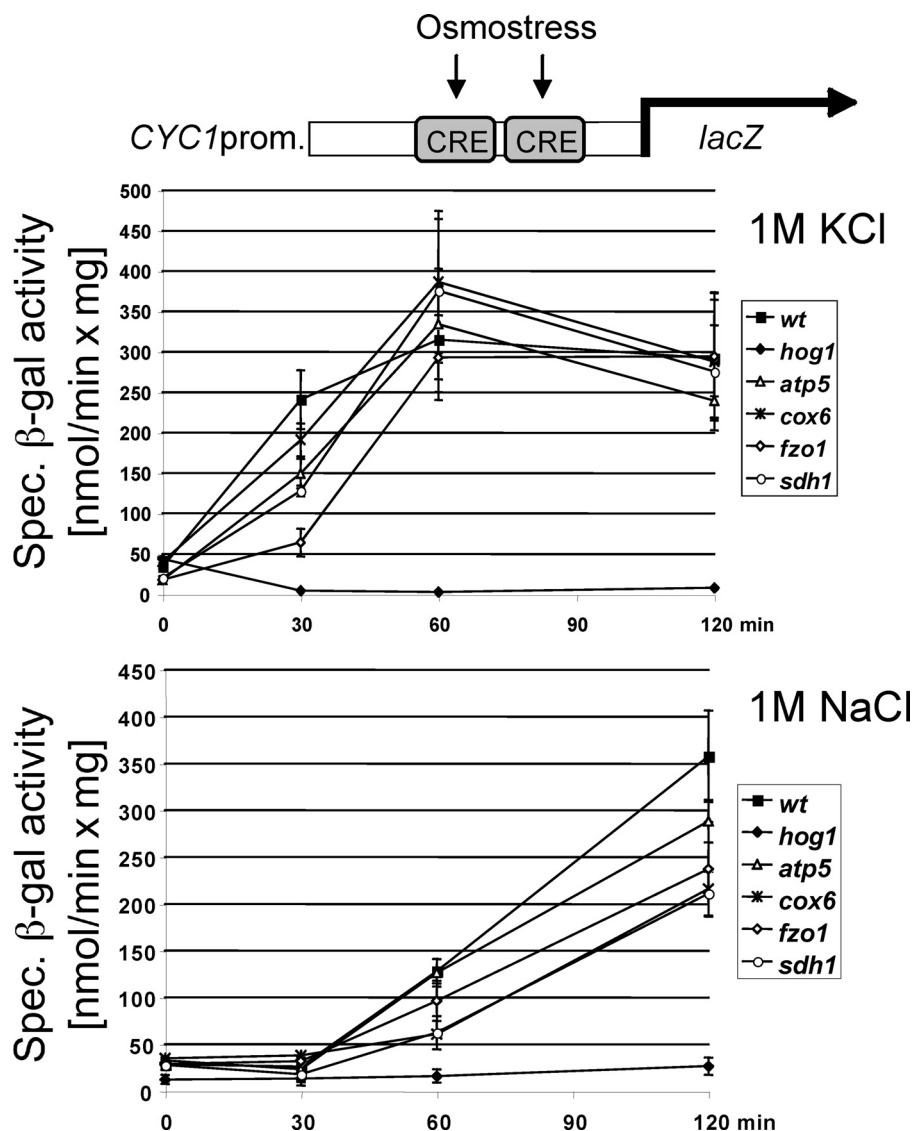 Osmostress
CYC1prom.
CRE
CRE
lacZ
Spec. β-gal activity
[nmol/min x mg]
500
450
400
350
300
250
200
150
100
50
0
0
30
60
90
120 min
1M KCl
wt
hog1
atp5
cox6
fzo1
sdh1
Spec. β-gal activity
[nmol/min x mg]
450
400
350
300
250
200
150
100
50
0
0
30
60
90
120 min
1M NaCl
wt
hog1
atp5
cox6
fzo1
sdh1